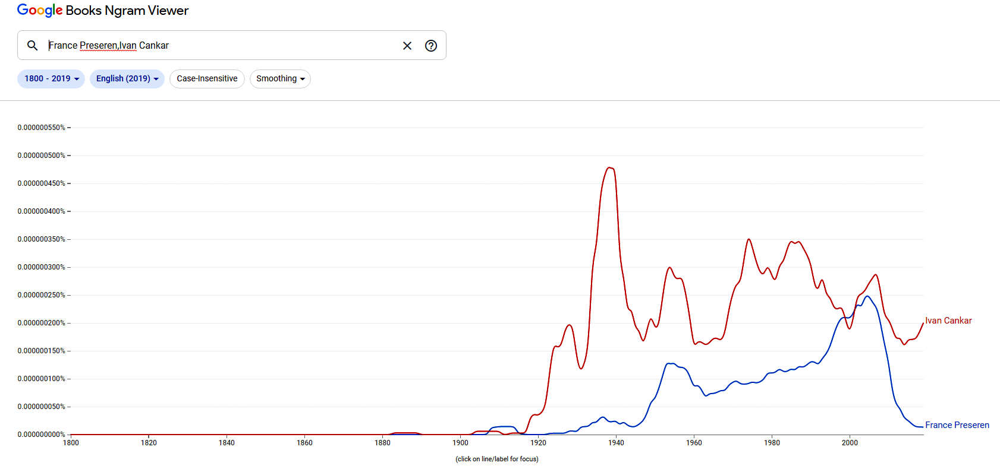 Google Books Ngram Viewer
France Preseren,Ivan Cankar
1800 - 2019 English (2019) Case-Insensitive Smoothing
0.000000550%
0.000000500%
0.000000450%
0.000000400%
0.000000350%
0.000000300%
0.000000250%
0.000000200%
Ivan Cankar
0.000000150%
0.000000100%
0.000000050%
France Preseren
0.000000000%
1800 1820 1840 1860 1880 1900 1920 1940 1960 1980 2000
(click on line/label for focus)